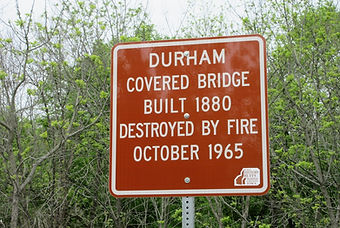 DURHAM
COVERED BRIDGE
BUILT 1880
DESTROYED BY FIRE
OCTOBER 1965